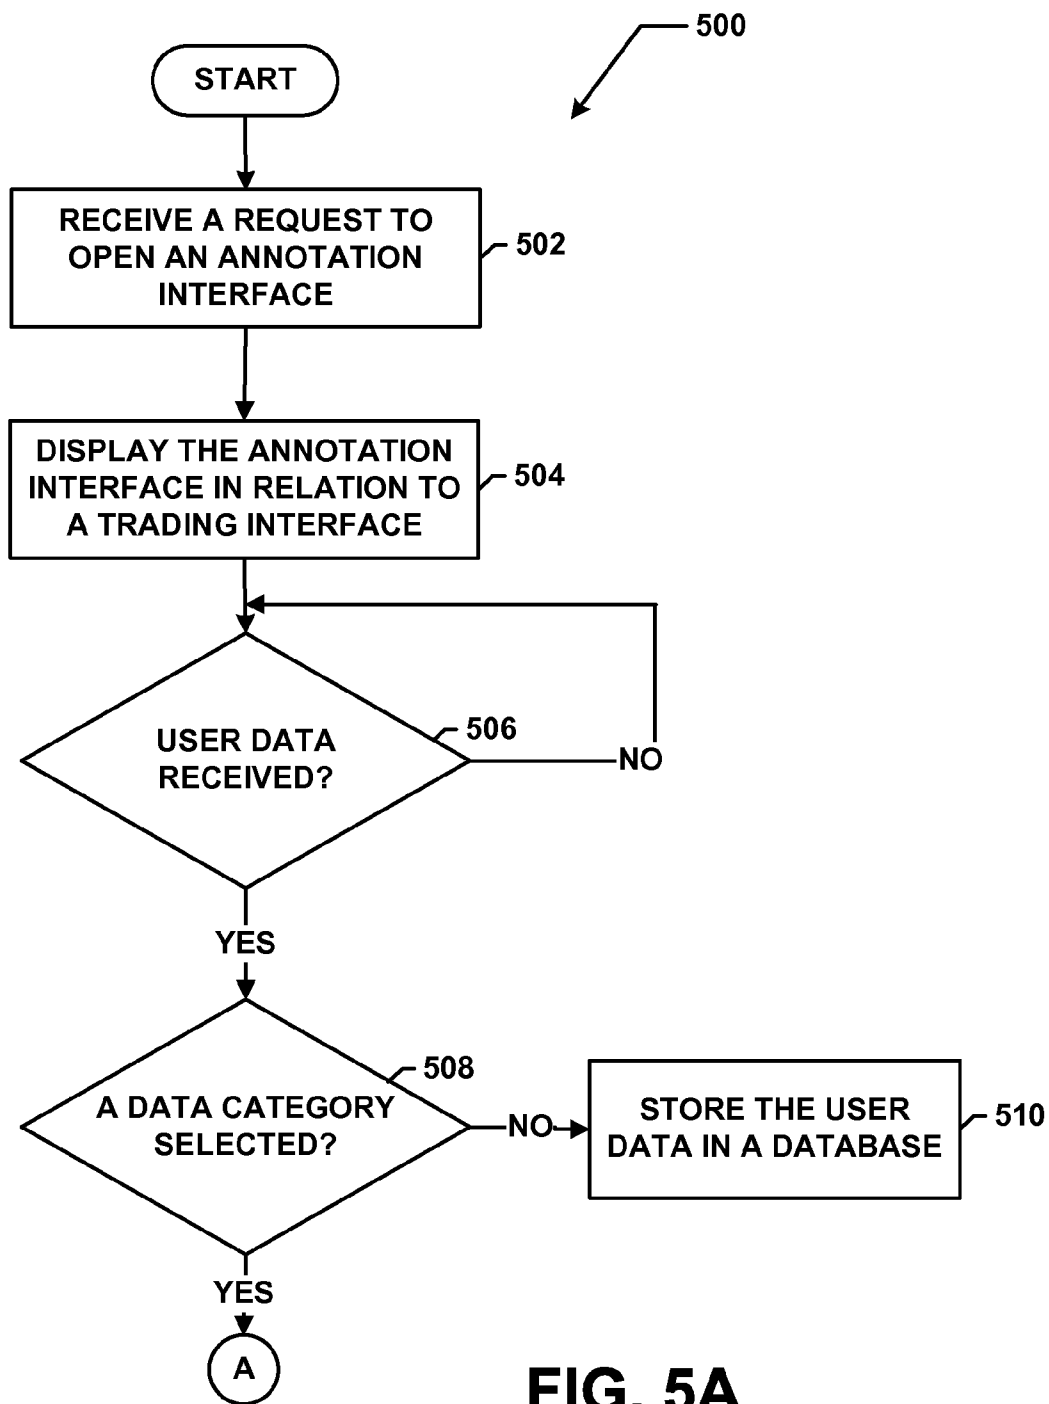 500
START
RECEIVE A REQUEST TO
OPEN AN ANNOTATION
INTERFACE
502
DISPLAY THE ANNOTATION
INTERFACE IN RELATION TO
A TRADING INTERFACE
504
USER DATA
RECEIVED?
506
NO
YES
A DATA CATEGORY
SELECTED?
508
NO
STORE THE USER
DATA IN A DATABASE
510
YES
A
FIG. 5A